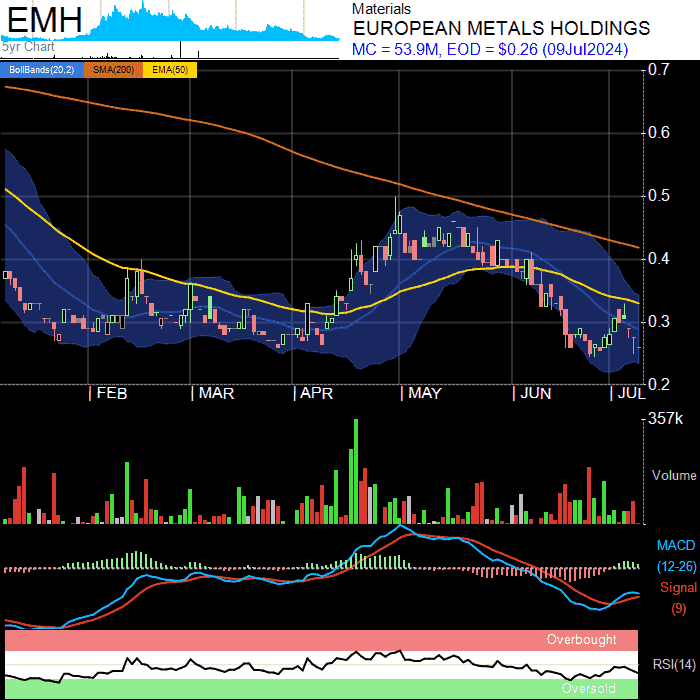 EMH
5yr Chart
Materials
EUROPEAN METALS HOLDINGS
MC = 53.9M, EOD = $0.26 (09Jul2024)
BollBands(20,2) SMA(200) EMA(50)
0.7
0.6
0.5
0.4
0.3
0.2
FEB MAR APR MAY JUN JUL
357k
Volume
MACD
(12-26)
Signal
(9)
Overbought
RSI(14)
Oversold